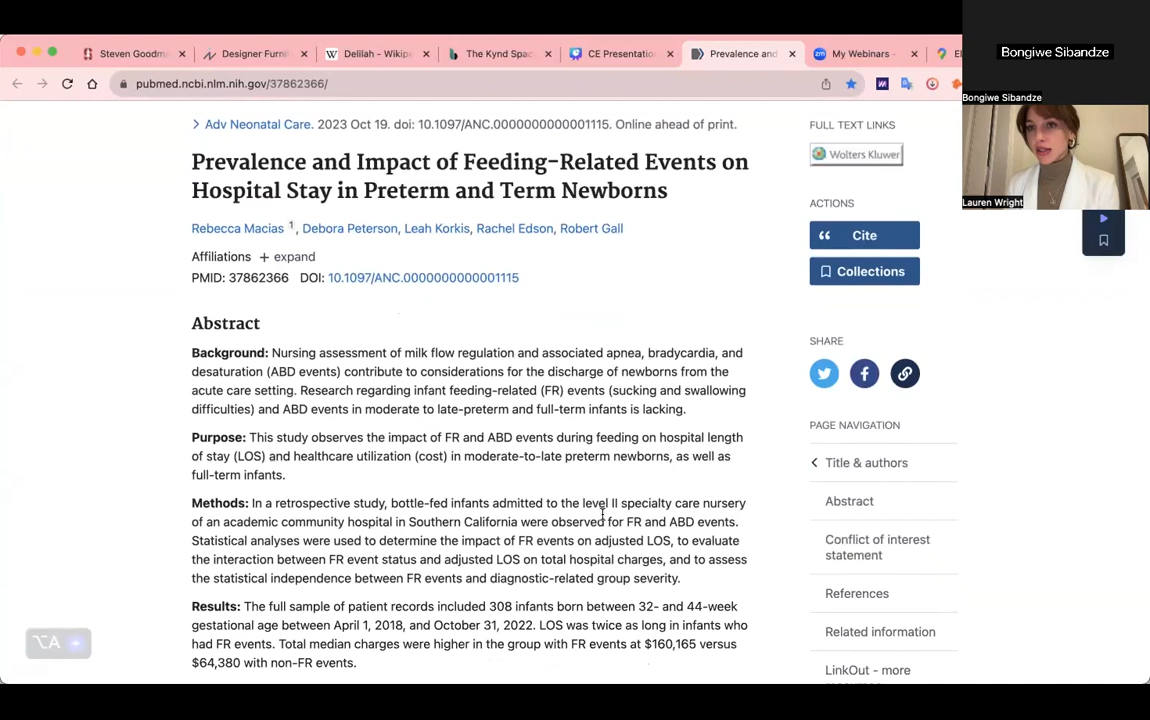 Bongiwe Sibandze
Steven Goodm
Designer Furni
Delilah - Wikip
The Kynd Spac
CE Presentatio
Prevalence and
My Webinars -
El
pubmed.ncbi.nlm.nih.gov/37862366/
Bongiwe Sibandze
Lauren Wright
Adv Neonatal Care. 2023 Oct 19. doi: 10.1097/ANC.0000000000001115. Online ahead of print.
Prevalence and Impact of Feeding-Related Events on
Hospital Stay in Preterm and Term Newborns
Rebecca Macias 1, Debora Peterson, Leah Korkis, Rachel Edson, Robert Gall
Affiliations + expand
PMID: 37862366 DOI: 10.1097/ANC.0000000000001115
Abstract
Background: Nursing assessment of milk flow regulation and associated apnea, bradycardia, and
desaturation (ABD events) contribute to considerations for the discharge of newborns from the
acute care setting. Research regarding infant feeding-related (FR) events (sucking and swallowing
difficulties) and ABD events in moderate to late-preterm and full-term infants is lacking.
Purpose: This study observes the impact of FR and ABD events during feeding on hospital length
of stay (LOS) and healthcare utilization (cost) in moderate-to-late preterm newborns, as well as
full-term infants.
Methods: In a retrospective study, bottle-fed infants admitted to the level II specialty care nursery
of an academic community hospital in Southern California were observed for FR and ABD events.
Statistical analyses were used to determine the impact of FR events on adjusted LOS, to evaluate
the interaction between FR event status and adjusted LOS on total hospital charges, and to assess
the statistical independence between FR events and diagnostic-related group severity.
Results: The full sample of patient records included 308 infants born between 32- and 44-week
gestational age between April 1, 2018, and October 31, 2022. LOS was twice as long in infants who
had FR events. Total median charges were higher in the group with FR events at $160,165 versus
$64,380 with non-FR events.
FULL TEXT LINKS
Wolters Kluwer
ACTIONS
Cite
Collections
SHARE
PAGE NAVIGATION
Title & authors
Abstract
Conflict of interest
statement
References
Related information
LinkOut - more
⌥A